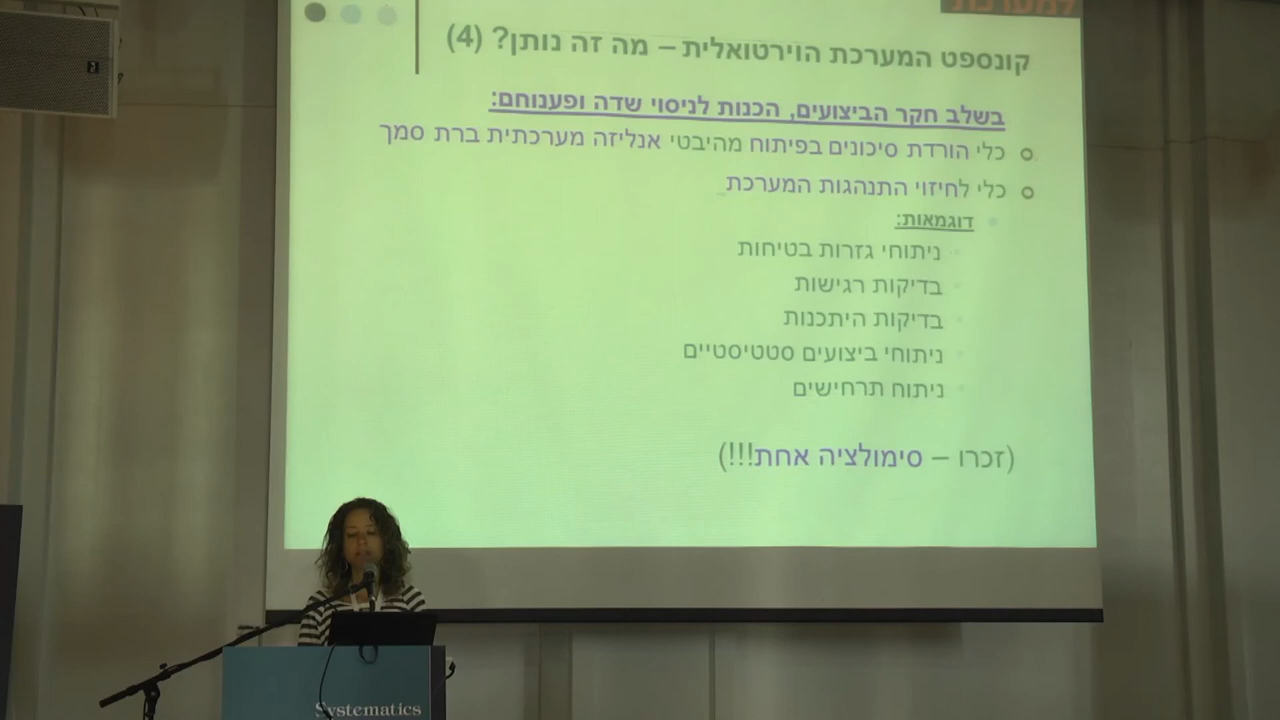 למערכת
קונספט המערכת הוירטואלית – מה זה נותן? (4)
בשלב חקר הביצועים, הכנות לניסוי שדה ופענוחם:
כלי הורדת סיכונים בפיתוח מהיבטי אנליזה מערכתית ברת סמך
כלי לחיזוי התנהגות המערכת
דוגמאות:
ניתוחי גזרות בטיחות
בדיקות רגישות
בדיקות היתכנות
ניתוחי ביצועים סטטיסטיים
ניתוח תרחישים
(זכרו – סימולציה אחת!!!)
Systematics